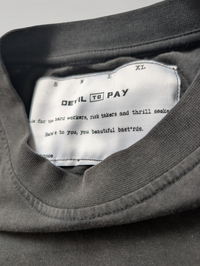 S M L XL
DEVIL TO PAY
for the hard workers, risk takers and thrill seeke
Here's to you, you beautiful bast*rds.